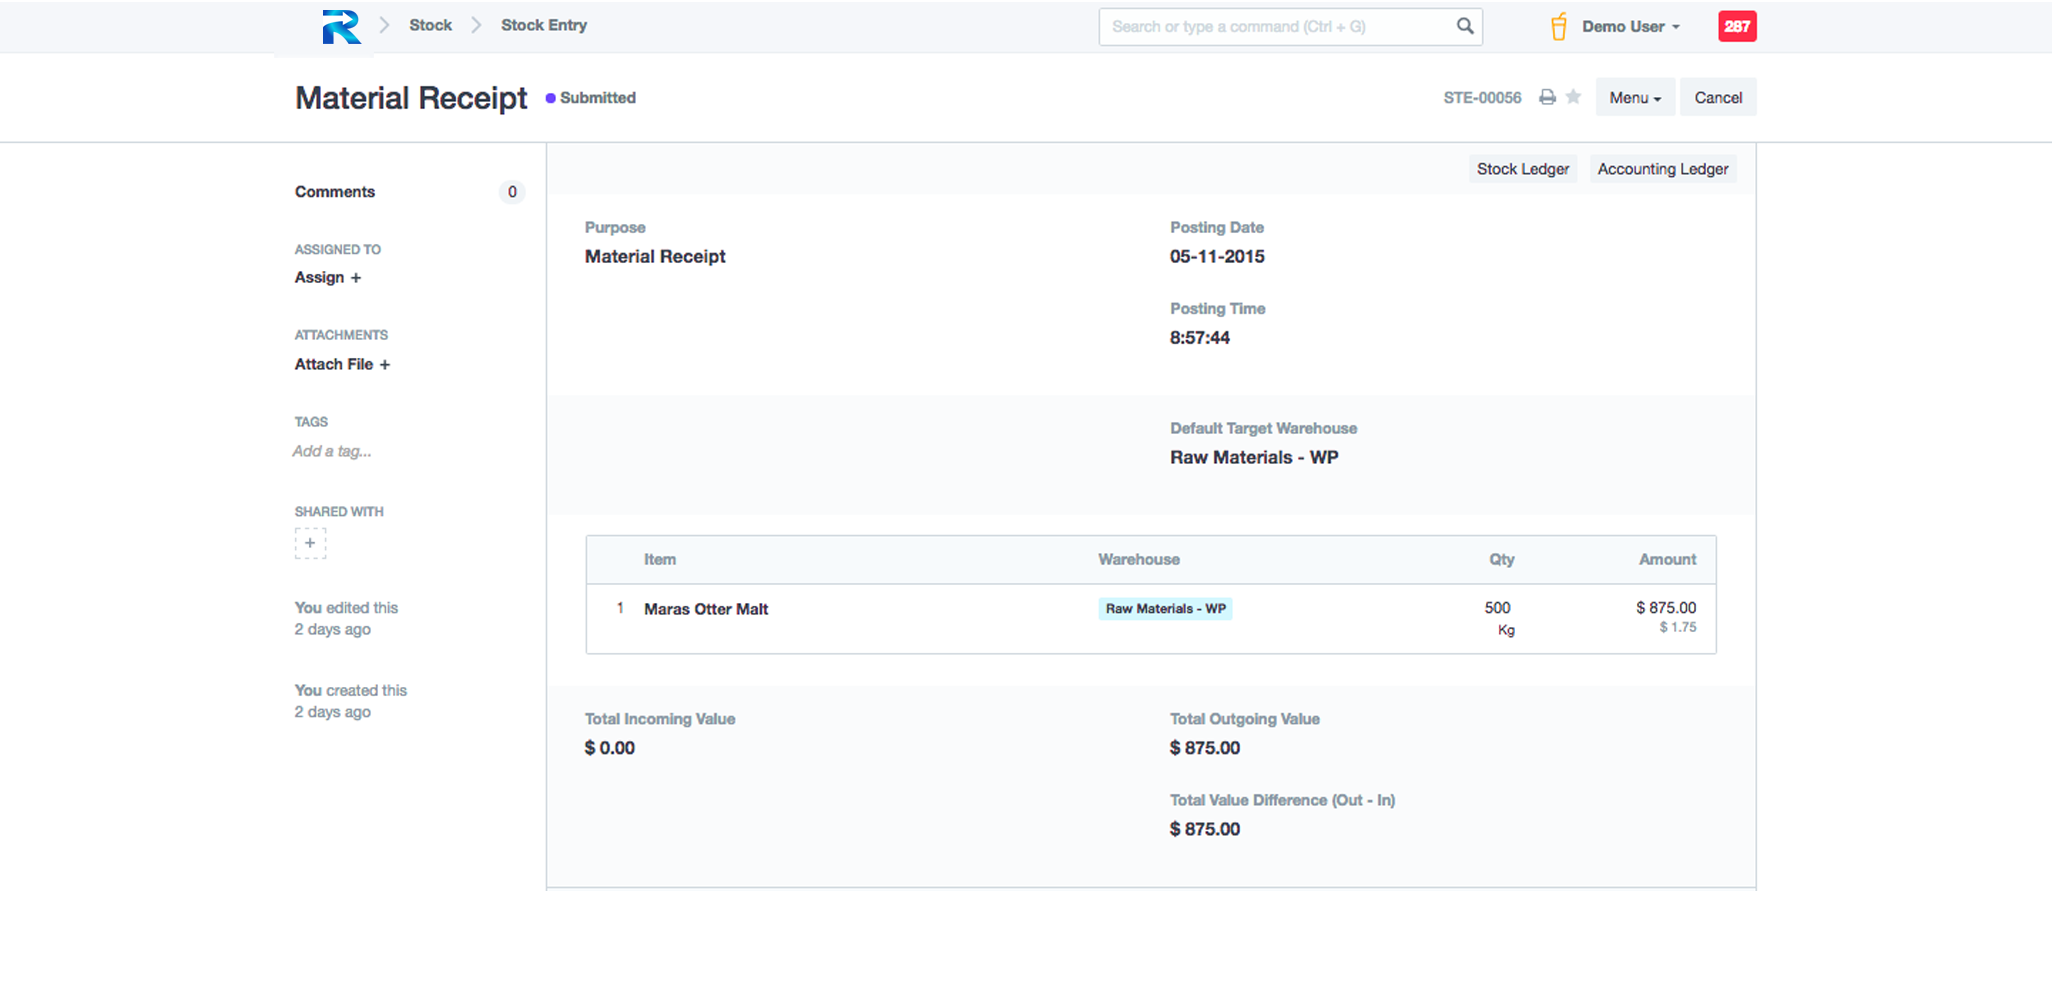 Stock
Stock Entry
Search or type a command (Ctrl + G)
Demo User
287
Material Receipt
Submitted
STE-00056
Menu
Cancel
Stock Ledger
Accounting Ledger
Comments
0
ASSIGNED TO
Assign +
ATTACHMENTS
Attach File +
TAGS
Add a tag...
SHARED WITH
+
You edited this
2 days ago
You created this
2 days ago
Purpose
Material Receipt
Posting Date
05-11-2015
Posting Time
8:57:44
Default Target Warehouse
Raw Materials - WP
Item Warehouse Qty Amount
1 Maras Otter Malt Raw Materials - WP 500 $ 875.00
Kg $ 1.75
Total Incoming Value
$ 0.00
Total Outgoing Value
$ 875.00
Total Value Difference (Out - In)
$ 875.00